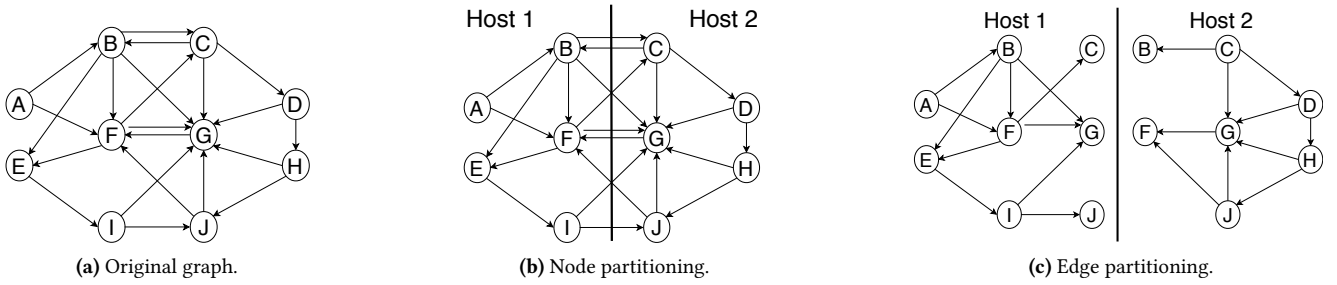 Host 1 Host 2 Host 1 Host 2
B C B C B C B C
A D A D A D
F G F G F G F G
E H E H E H
I J I J I J J
(a) Original graph. (b) Node partitioning. (c) Edge partitioning.